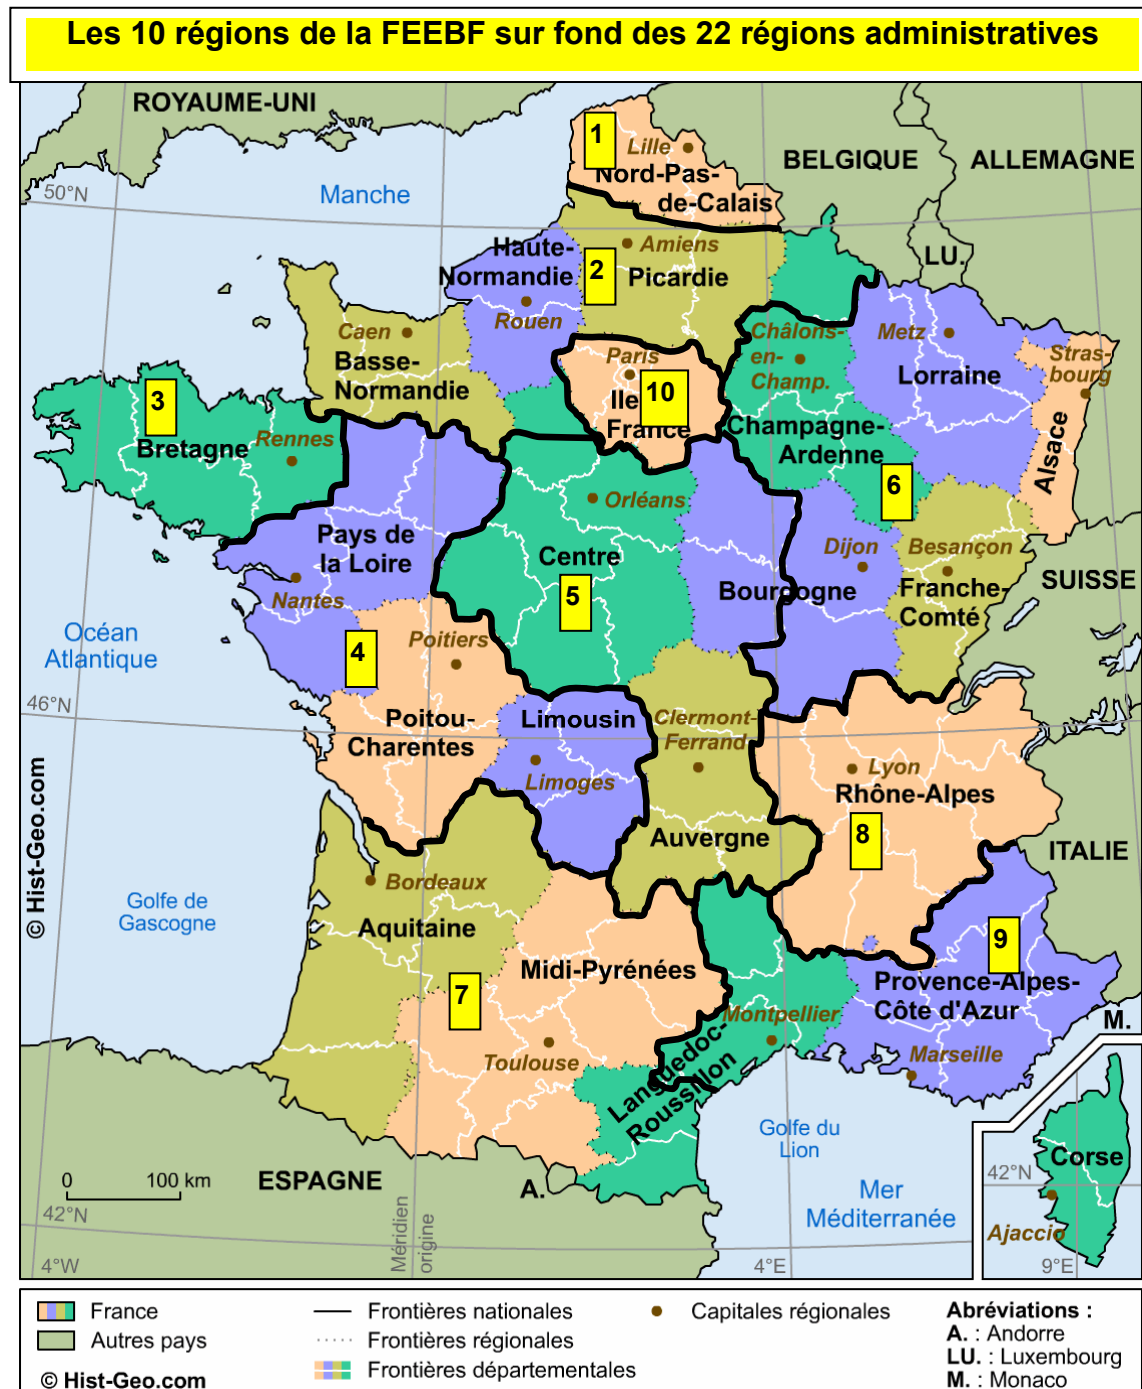 Les 10 régions de la FEEBF sur fond des 22 régions administratives
ROYAUME-UNI
1
Lille
BELGIQUE
ALLEMAGNE
Nord-Pas-
de-Calais
50°N
Manche
Haute-
Normandie
Amiens
2
Picardie
LU.
Rouen
Caen
Basse-
Normandie
Paris
10
Ile
France
Châlons-
en-
Champ.
Metz
Lorraine
Stras-
bourg
Alsace
3
Bretagne
Rennes
Champagne-
Ardenne
6
Orléans
Pays de
la Loire
Nantes
Centre
5
Dijon
Bourgogne
Besançon
Franche-
Comté
SUISSE
Océan
Atlantique
4
Poitiers
46°N
Poitou-
Charentes
Limousin
Limoges
Clermont-
Ferrand
Auvergne
Lyon
Rhône-Alpes
8
ITALIE
© Hist-Geo.com
Golfe de
Gascogne
Bordeaux
Aquitaine
Midi-Pyrénées
7
Toulouse
9
Provence-Alpes-
Côte d'Azur
Montpellier
Languedoc-
Roussillon
Marseille
M.
Golfe du
Lion
Corse
42°N
Ajaccio
9°E
Mer
Méditerranée
ESPAGNE
A.
0 100 km
42°N
4°W
Méridien
origine
4°E
France
Autres pays
© Hist-Geo.com
Frontières nationales
Frontières régionales
Frontières départementales
Capitales régionales
Abréviations :
A. : Andorre
LU. : Luxembourg
M. : Monaco